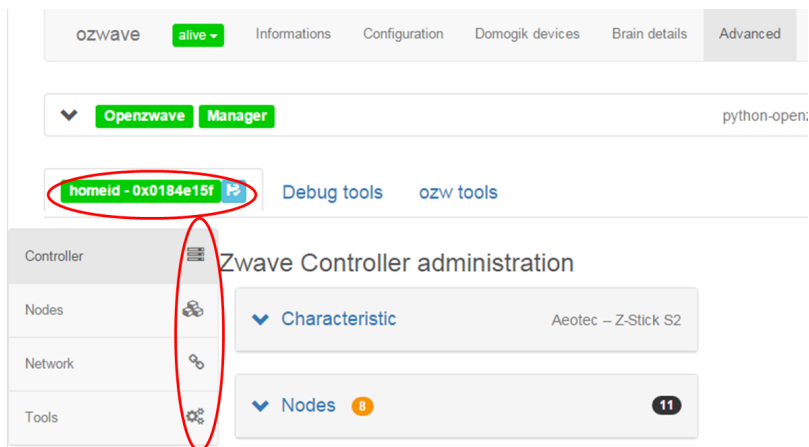 ozwave alive Informations Configuration Domogik devices Brain details Advanced
Openzwave Manager python-openz
homeid - 0x0184e15f Debug tools ozw tools
Controller
Zwave Controller administration
Nodes
Characteristic Aeotec – Z-Stick S2
Network
Nodes 8 11
Tools